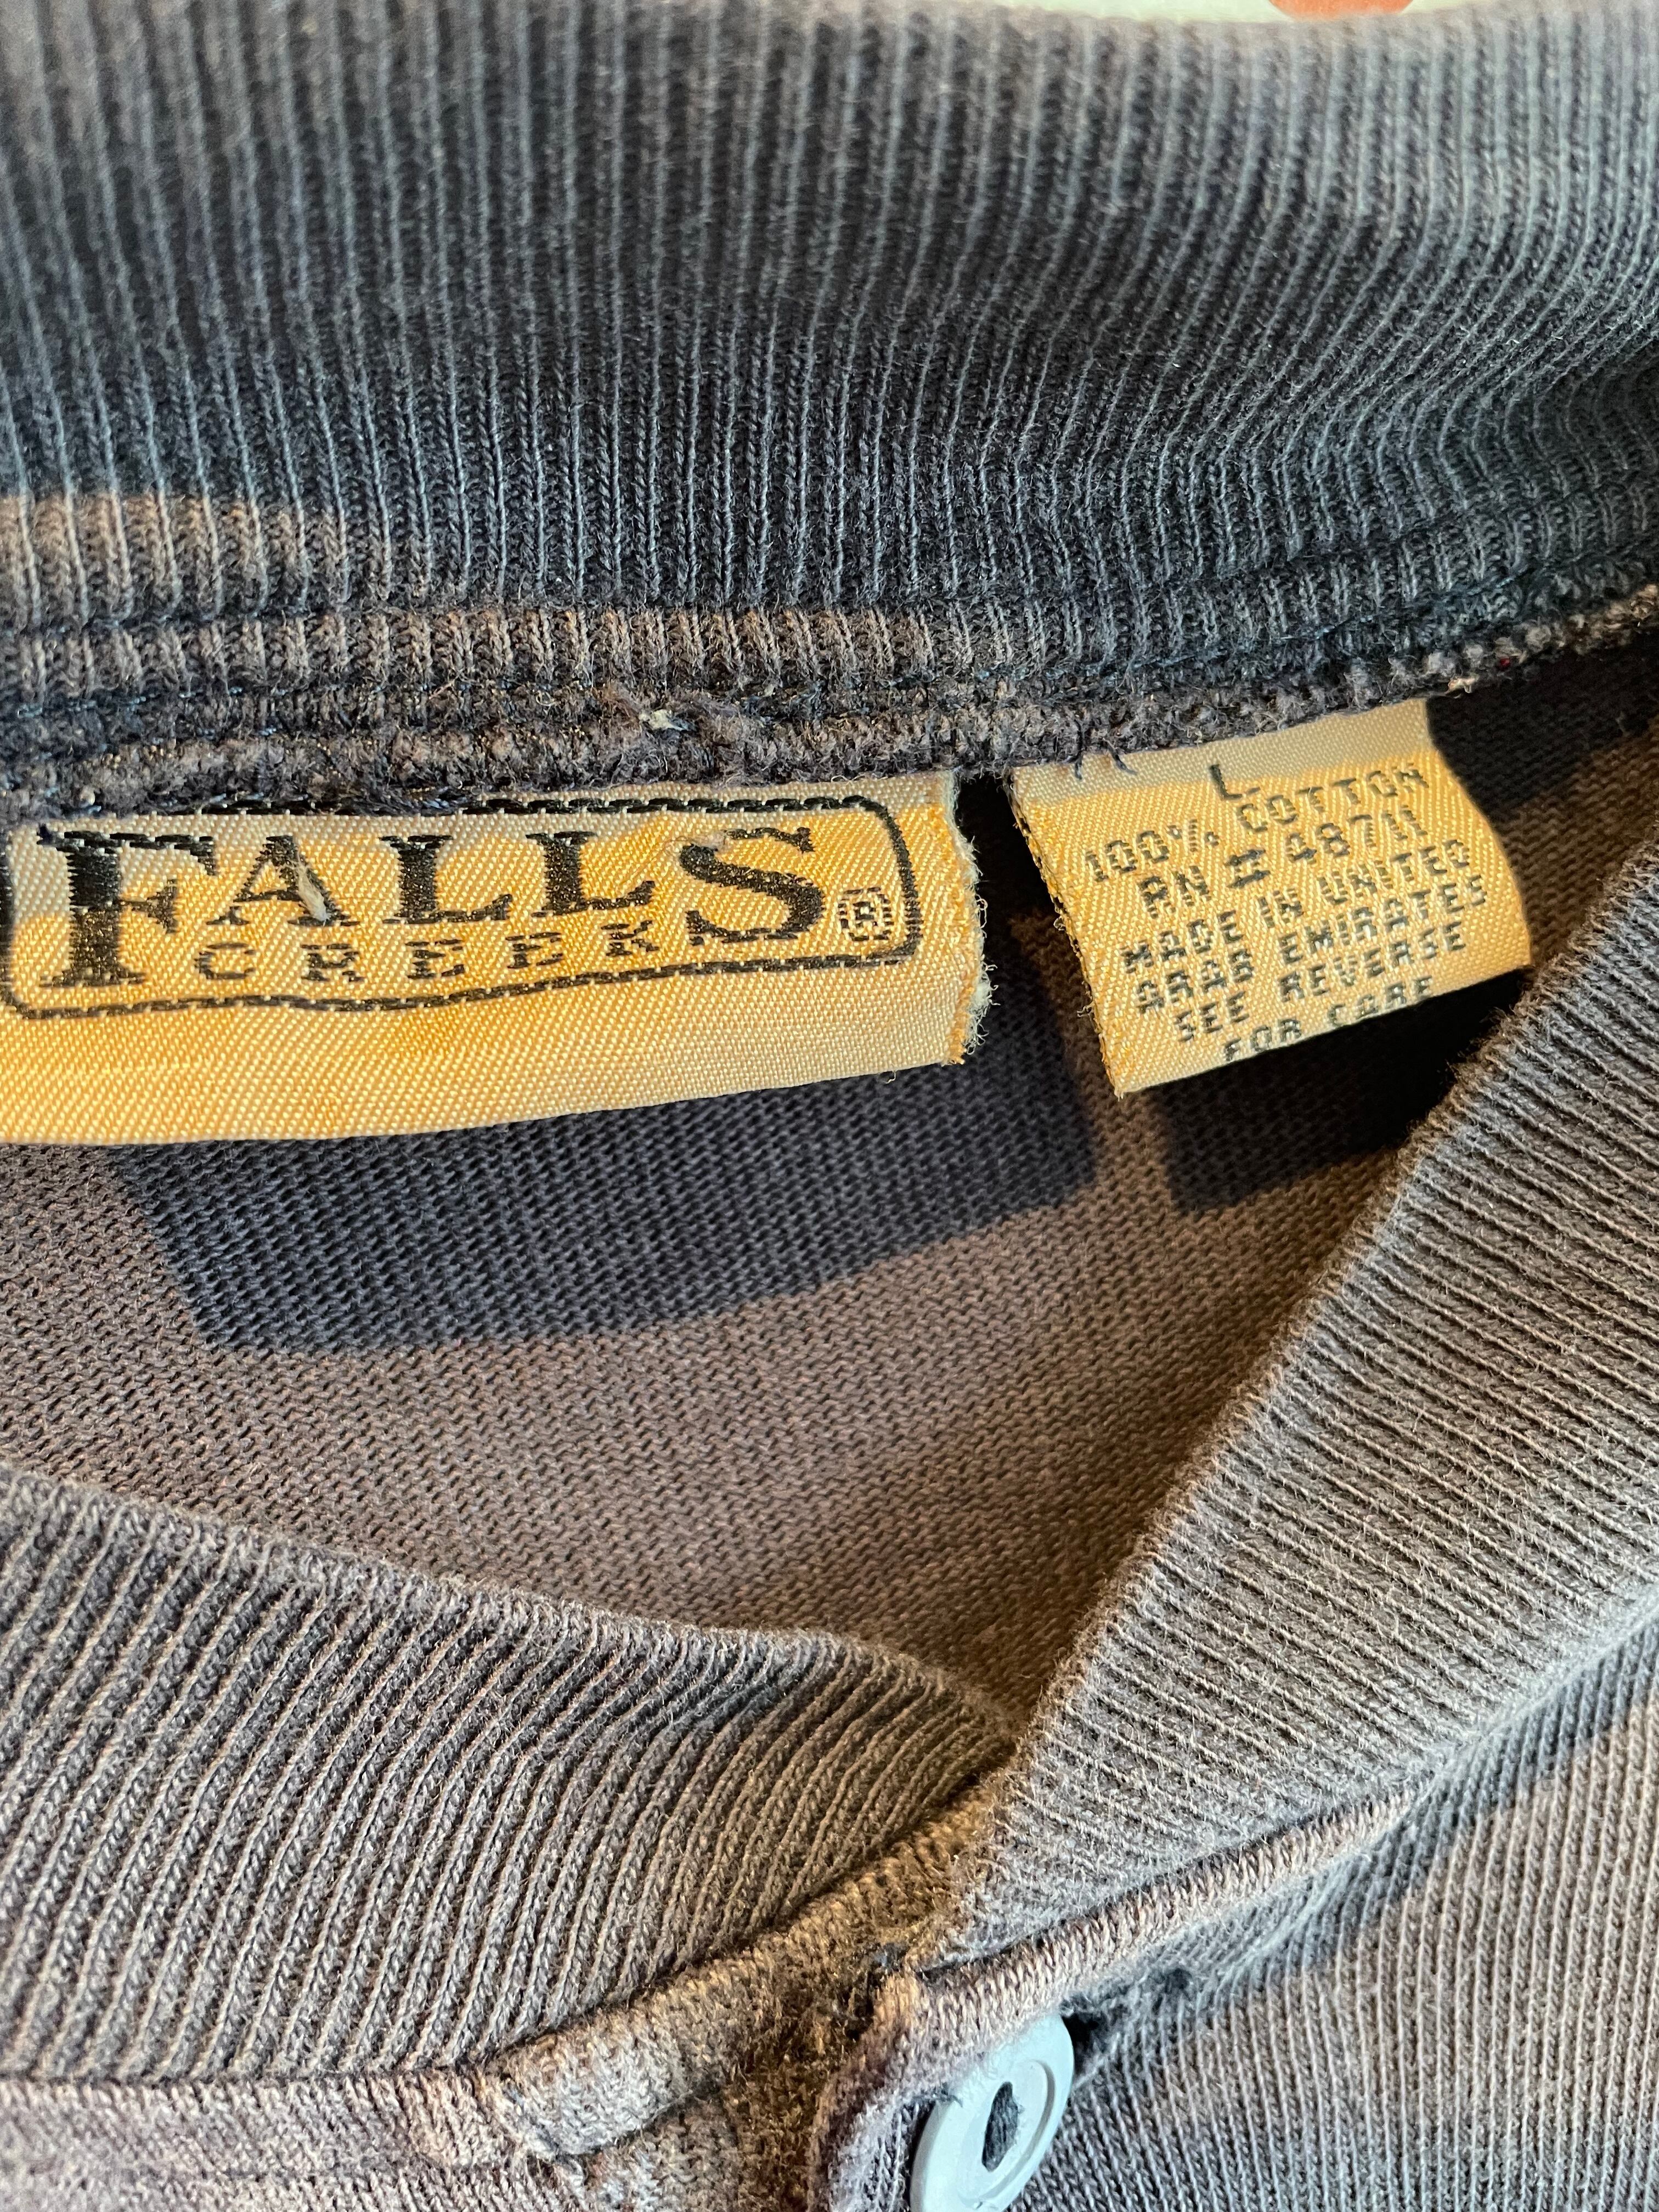 FALLS
CREEK ®
L
100% COTTON
RN # 48711
MADE IN UNITED
ARAB EMIRATES
SEE REVERSE
FOR CARE